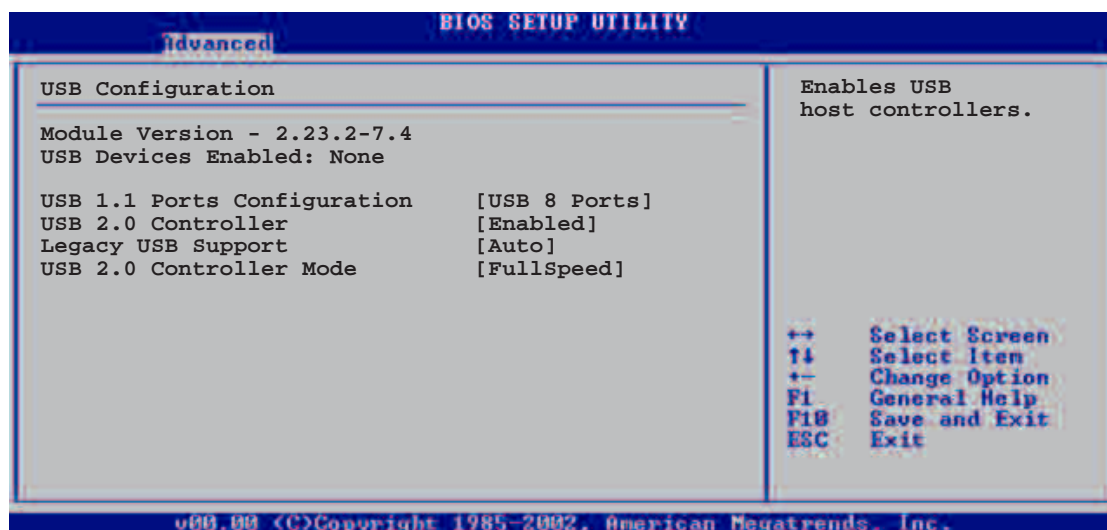 BIOS SETUP UTILITY
Advanced
USB Configuration
Module Version - 2.23.2-7.4
USB Devices Enabled: None
USB 1.1 Ports Configuration [USB 8 Ports]
USB 2.0 Controller [Enabled]
Legacy USB Support [Auto]
USB 2.0 Controller Mode [FullSpeed]
Enables USB
host controllers.
←→ Select Screen
↑↓ Select Item
+- Change Option
F1 General Help
F10 Save and Exit
ESC Exit
v00.00 (C)Copyright 1985-2002, American Megatrends, Inc.